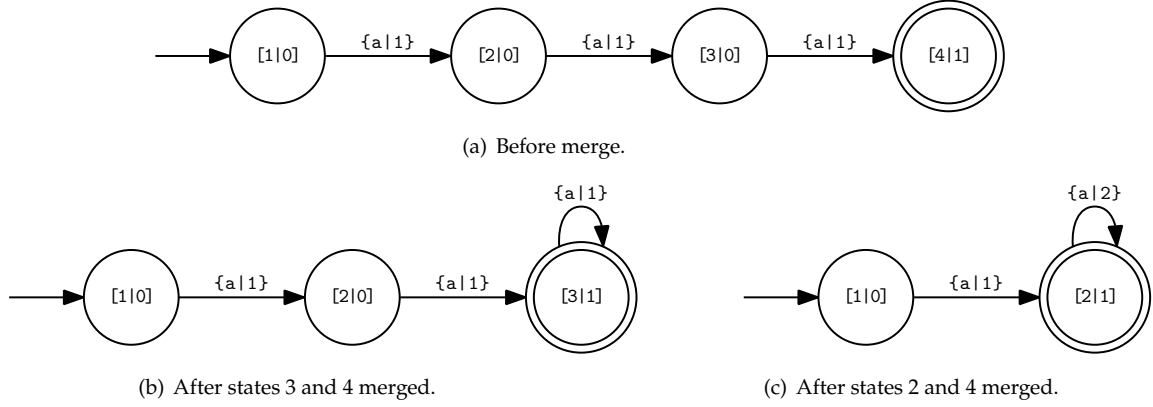 {a|1} {a|1} {a|1}
[1|0] [2|0] [3|0] [4|1]
(a) Before merge.
{a|1} {a|2}
{a|1} {a|1} {a|1}
[1|0] [2|0] [3|1] [1|0] [2|1]
(b) After states 3 and 4 merged. (c) After states 2 and 4 merged.